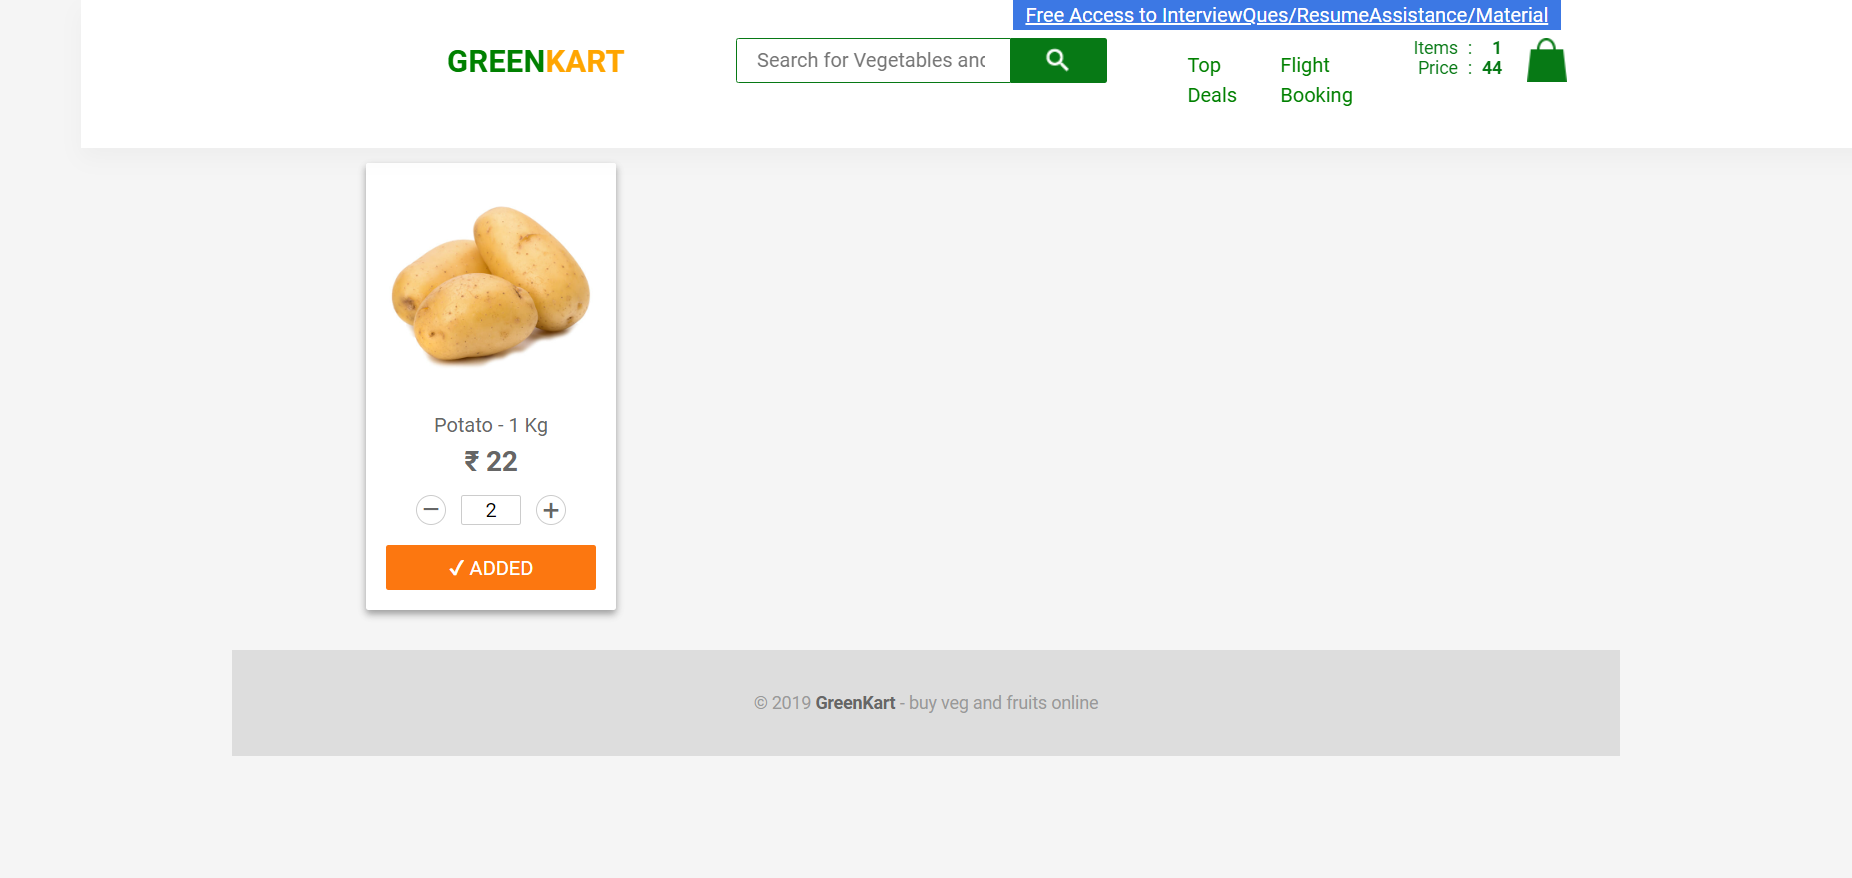 Free Access to InterviewQues/ResumeAssistance/Material
GREENKART
Search for Vegetables and
Top
Deals
Flight
Booking
Items : 1
Price : 44
Potato - 1 Kg
₹ 22
2
✓ ADDED
© 2019 GreenKart - buy veg and fruits online